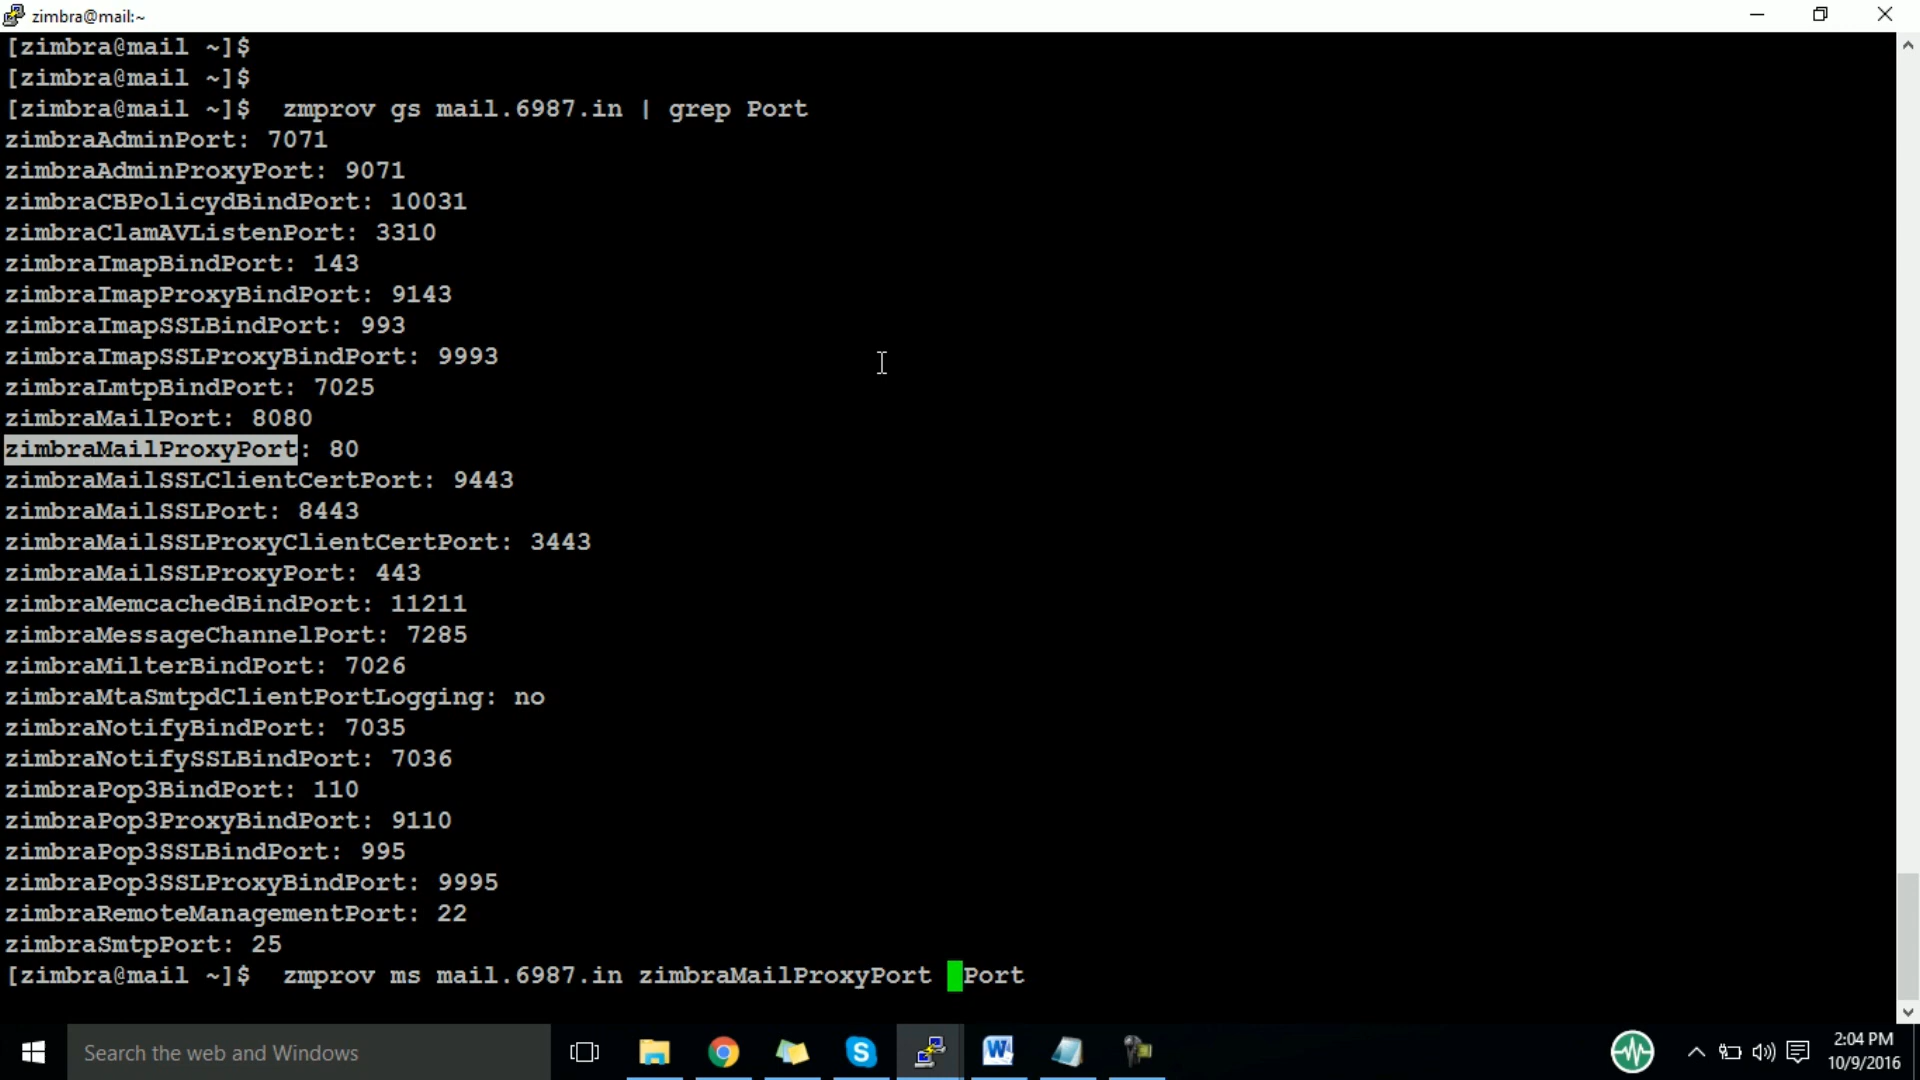 zimbra@mail:~
[zimbra@mail ~]$
[zimbra@mail ~]$
[zimbra@mail ~]$  zmprov gs mail.6987.in | grep Port
zimbraAdminPort: 7071
zimbraAdminProxyPort: 9071
zimbraCBPolicydBindPort: 10031
zimbraClamAVListenPort: 3310
zimbraImapBindPort: 143
zimbraImapProxyBindPort: 9143
zimbraImapSSLBindPort: 993
zimbraImapSSLProxyBindPort: 9993
zimbraLmtpBindPort: 7025
zimbraMailPort: 8080
zimbraMailProxyPort: 80
zimbraMailSSLClientCertPort: 9443
zimbraMailSSLPort: 8443
zimbraMailSSLProxyClientCertPort: 3443
zimbraMailSSLProxyPort: 443
zimbraMemcachedBindPort: 11211
zimbraMessageChannelPort: 7285
zimbraMilterBindPort: 7026
zimbraMtaSmtpdClientPortLogging: no
zimbraNotifyBindPort: 7035
zimbraNotifySSLBindPort: 7036
zimbraPop3BindPort: 110
zimbraPop3ProxyBindPort: 9110
zimbraPop3SSLBindPort: 995
zimbraPop3SSLProxyBindPort: 9995
zimbraRemoteManagementPort: 22
zimbraSmtpPort: 25
[zimbra@mail ~]$  zmprov ms mail.6987.in zimbraMailProxyPort  Port
Search the web and Windows
2:04 PM
10/9/2016